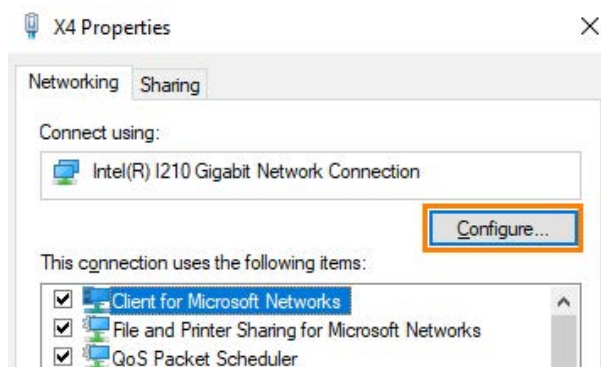 X4 Properties
Networking Sharing
Connect using:
Intel(R) I210 Gigabit Network Connection
Configure...
This connection uses the following items:
Client for Microsoft Networks
File and Printer Sharing for Microsoft Networks
QoS Packet Scheduler